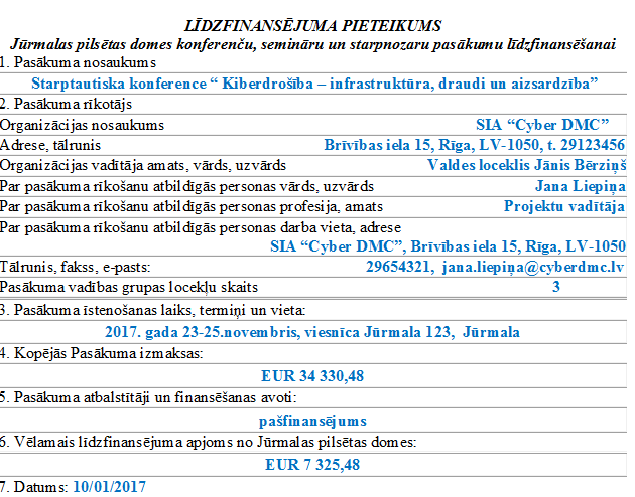 LĪDZFINANSĒJUMA PIETEIKUMS
Jūrmalas pilsētas domes konferenču, semināru un starpnozaru pasākumu līdzfinansēšanai
1. Pasākuma nosaukums
Starptautiska konference “ Kiberdrošība – infrastruktūra, draudi un aizsardzība”
2. Pasākuma rīkotājs
Organizācijas nosaukums SIA “Cyber DMC”
Adrese, tālrunis Brīvības iela 15, Rīga, LV-1050, t. 29123456
Organizācijas vadītāja amats, vārds, uzvārds Valdes loceklis Jānis Bērziņš
Par pasākuma rīkošanu atbildīgās personas vārds, uzvārds Jana Liepiņa
Par pasākuma rīkošanu atbildīgās personas profesija, amats Projektu vadītāja
Par pasākuma rīkošanu atbildīgās personas darba vieta, adrese
SIA “Cyber DMC”, Brīvības iela 15, Rīga, LV-1050
Tālrunis, fakss, e-pasts: 29654321, jana.liepiņa@cyberdmc.lv
Pasākuma vadības grupas locekļu skaits 3
3. Pasākuma īstenošanas laiks, termiņi un vieta:
2017. gada 23-25.novembris, viesnīca Jūrmala 123, Jūrmala
4. Kopējās Pasākuma izmaksas:
EUR 34 330,48
5. Pasākuma atbalstītāji un finansēšanas avoti:
pašfinansējums
6. Vēlamais līdzfinansējuma apjoms no Jūrmalas pilsētas domes:
EUR 7 325,48
7. Datums: 10/01/2017